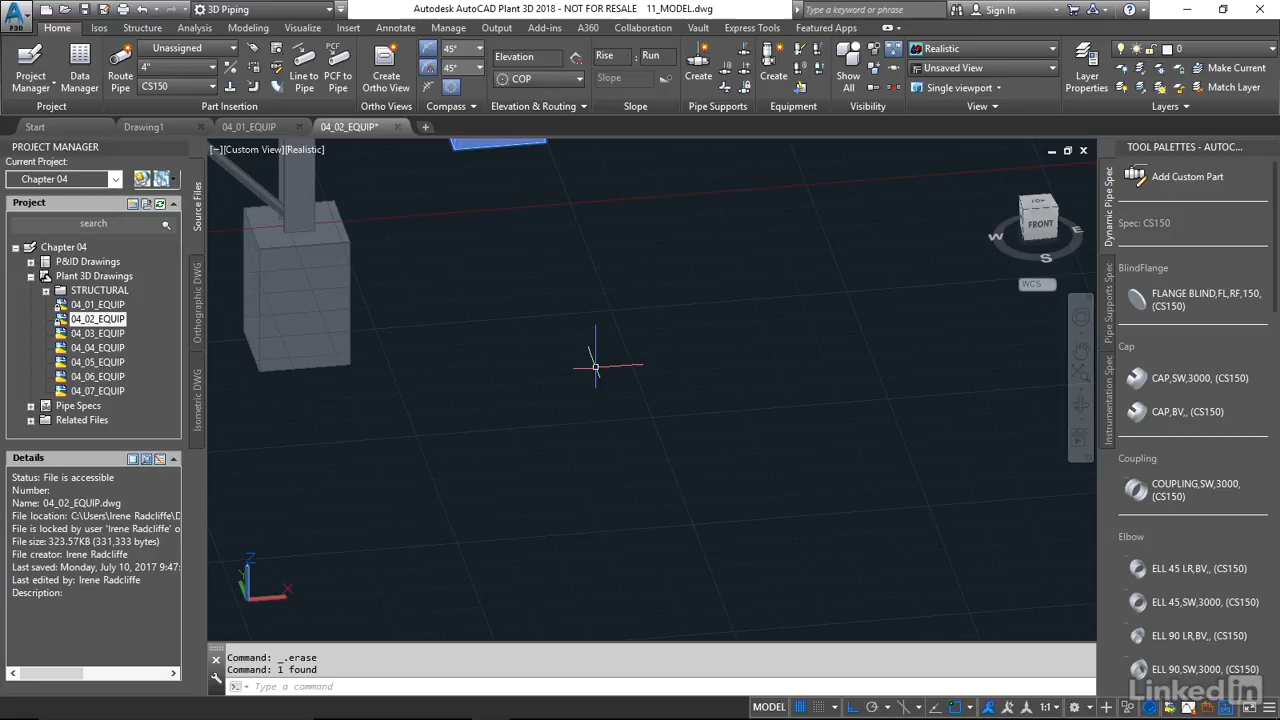 Autodesk AutoCAD Plant 3D 2018 - NOT FOR RESALE 11_MODEL.dwg
3D Piping
Type a keyword or phrase
Sign In
P3D
Home Isos Structure Analysis Modeling Visualize Insert Annotate Manage Output Add-ins A360 Collaboration Vault Express Tools Featured Apps
Project Manager
Data Manager
Project
Route Pipe
Unassigned
4"
CS150
Line to Pipe
PCF to Pipe
Part Insertion
Create Ortho View
Ortho Views
45°
45°
Compass
Elevation
COP
Elevation & Routing
Rise : Run
Slope
Slope
Create
Pipe Supports
Create
Equipment
Show All
Visibility
Realistic
Unsaved View
Single viewport
View
Layer Properties
0
Make Current
Match Layer
Layers
Start Drawing1 04_01_EQUIP 04_02_EQUIP*
PROJECT MANAGER
Current Project:
Chapter 04
Project
search
Chapter 04
P&ID Drawings
Plant 3D Drawings
STRUCTURAL
04_01_EQUIP
04_02_EQUIP
04_03_EQUIP
04_04_EQUIP
04_05_EQUIP
04_06_EQUIP
04_07_EQUIP
Pipe Specs
Related Files
Source Files
Orthographic DWG
Isometric DWG
Details
Status: File is accessible
Number:
Name: 04_02_EQUIP.dwg
File location: C:\Users\Irene Radcliffe\D
File is locked by user 'Irene Radcliffe' o
File size: 323.57KB (331,333 bytes)
File creator: Irene Radcliffe
Last saved: Monday, July 10, 2017 9:47:
Last edited by: Irene Radcliffe
Description:
[−][Custom View][Realistic]
TOP
FRONT
W
E
S
WCS
Z
X
Command: _.erase
Command: 1 found
Type a command
TOOL PALETTES - AUTOC...
Dynamic Pipe Spec
Pipe Supports Spec
Instrumentation Spec
Add Custom Part
Spec: CS150
BlindFlange
FLANGE BLIND,FL,RF,150,
(CS150)
Cap
CAP,SW,3000, (CS150)
CAP,BV,, (CS150)
Coupling
COUPLING,SW,3000,
(CS150)
Elbow
ELL 45 LR,BV,, (CS150)
ELL 45,SW,3000, (CS150)
ELL 90 LR,BV,, (CS150)
ELL 90,SW,3000, (CS150)
LinkedIn
MODEL
1:1